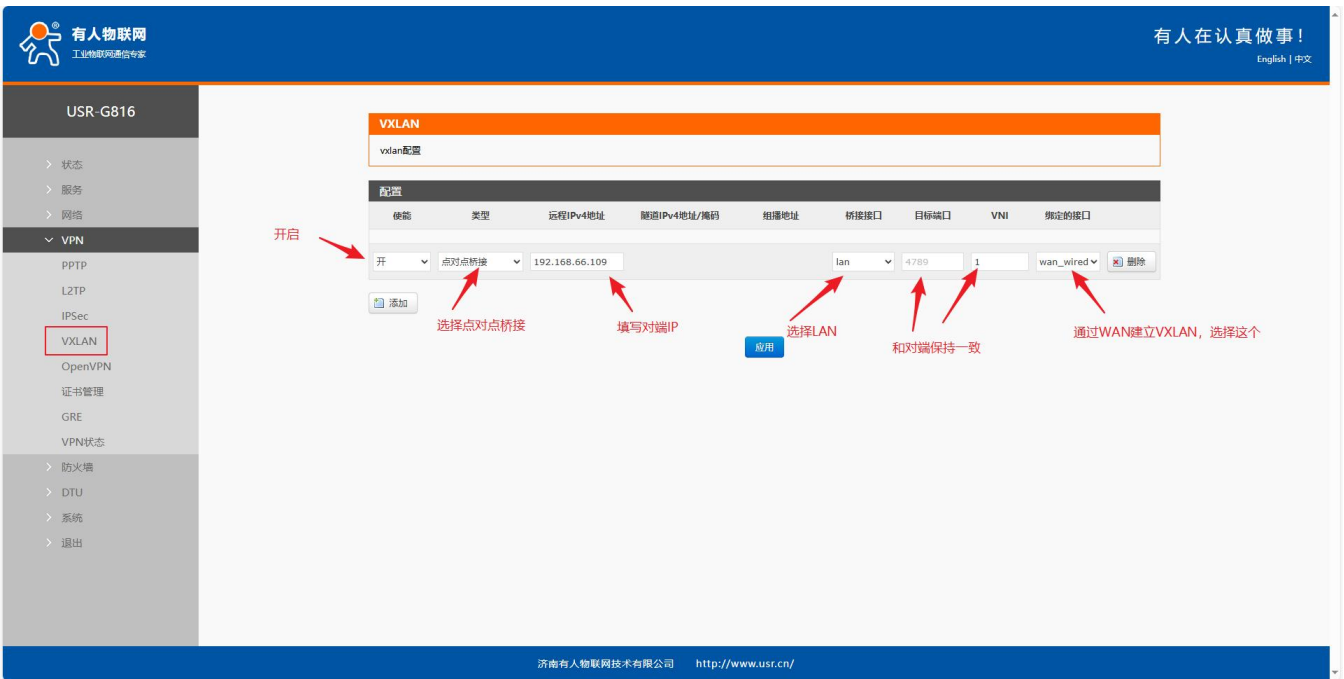 有人物联网
工业物联网通信专家
有人在认真做事！
English | 中文
USR-G816
状态
服务
网络
VPN
PPTP
L2TP
IPSec
VXLAN
OpenVPN
证书管理
GRE
VPN状态
防火墙
DTU
系统
退出
VXLAN
vxlan配置
配置
使能 类型 远程IPv4地址 隧道IPv4地址/掩码 组播地址 桥接接口 目标端口 VNI 绑定的接口
开启
开 点对点桥接 192.168.66.109 lan 4789 1 wan_wired 删除
添加
选择点对点桥接
填写对端IP
选择LAN
和对端保持一致
通过WAN建立VXLAN，选择这个
应用
济南有人物联网技术有限公司 http://www.usr.cn/